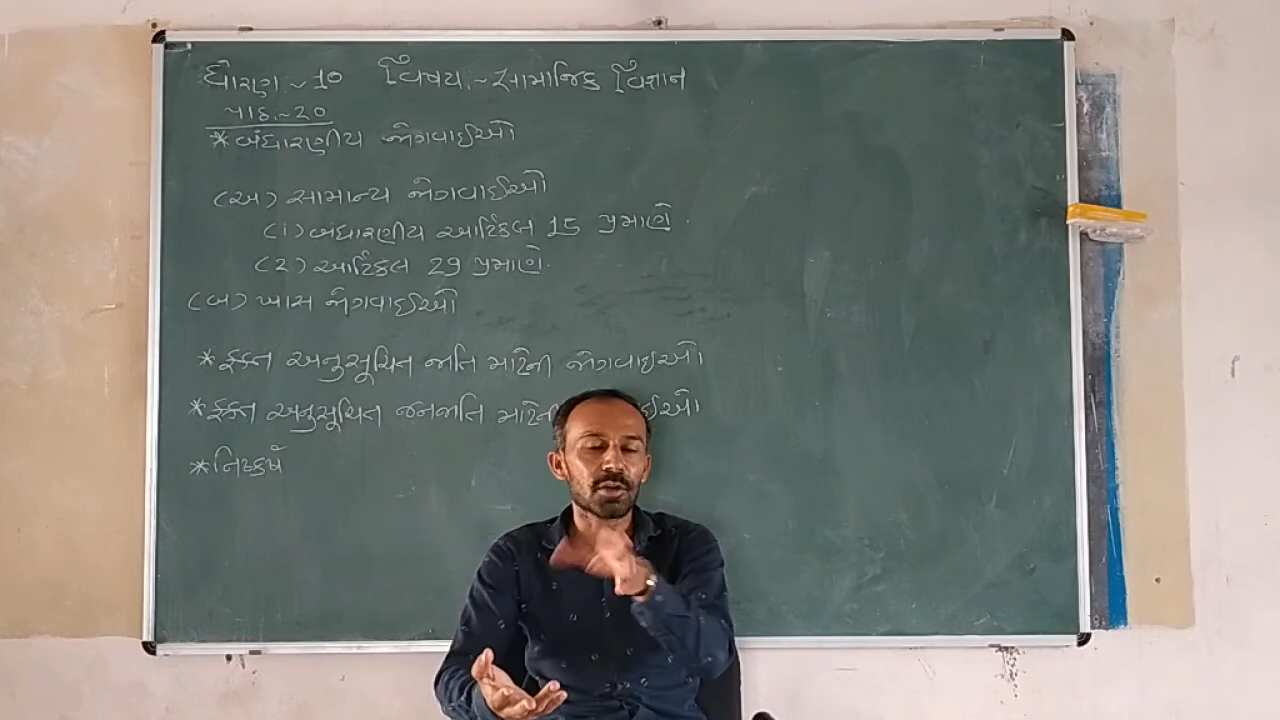 ધોરણ ~ 10 વિષય ~ સામાજિક વિજ્ઞાન
પાઠ ~ 20
* બંધારણીય જોગવાઈઓ
(અ) સામાન્ય જોગવાઈઓ
(1) બંધારણીય આર્ટિકલ 15 પ્રમાણે.
(2) આર્ટિકલ 29 પ્રમાણે.
(બ) ખાસ જોગવાઈઓ
* ફક્ત અનુસૂચિત જાતિ માટેની જોગવાઈઓ
* ફક્ત અનુસૂચિત જનજાતિ માટેની ઈઓ
* નિષ્કર્ષ